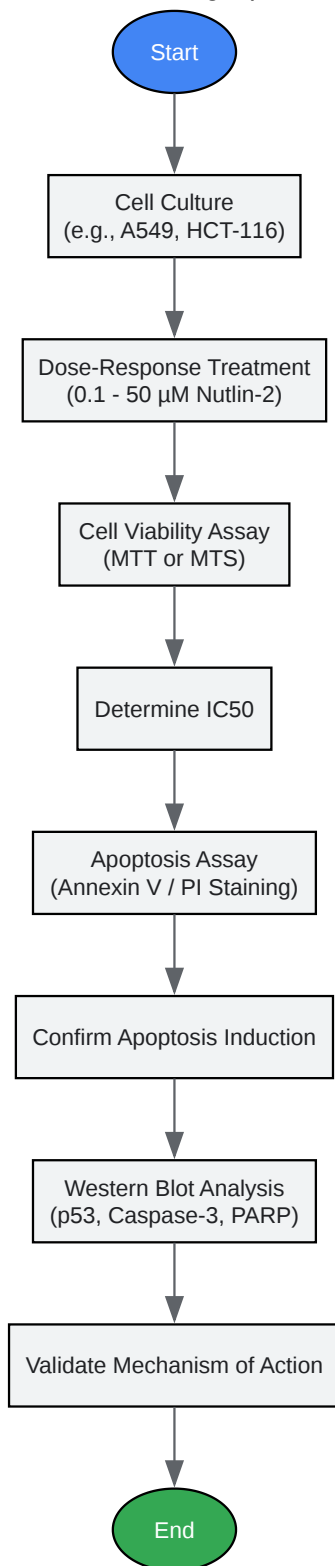 Start
Cell Culture
(e.g., A549, HCT-116)
Dose-Response Treatment
(0.1 - 50 µM Nutlin-2)
Cell Viability Assay
(MTT or MTS)
Determine IC50
Apoptosis Assay
(Annexin V / PI Staining)
Confirm Apoptosis Induction
Western Blot Analysis
(p53, Caspase-3, PARP)
Validate Mechanism of Action
End